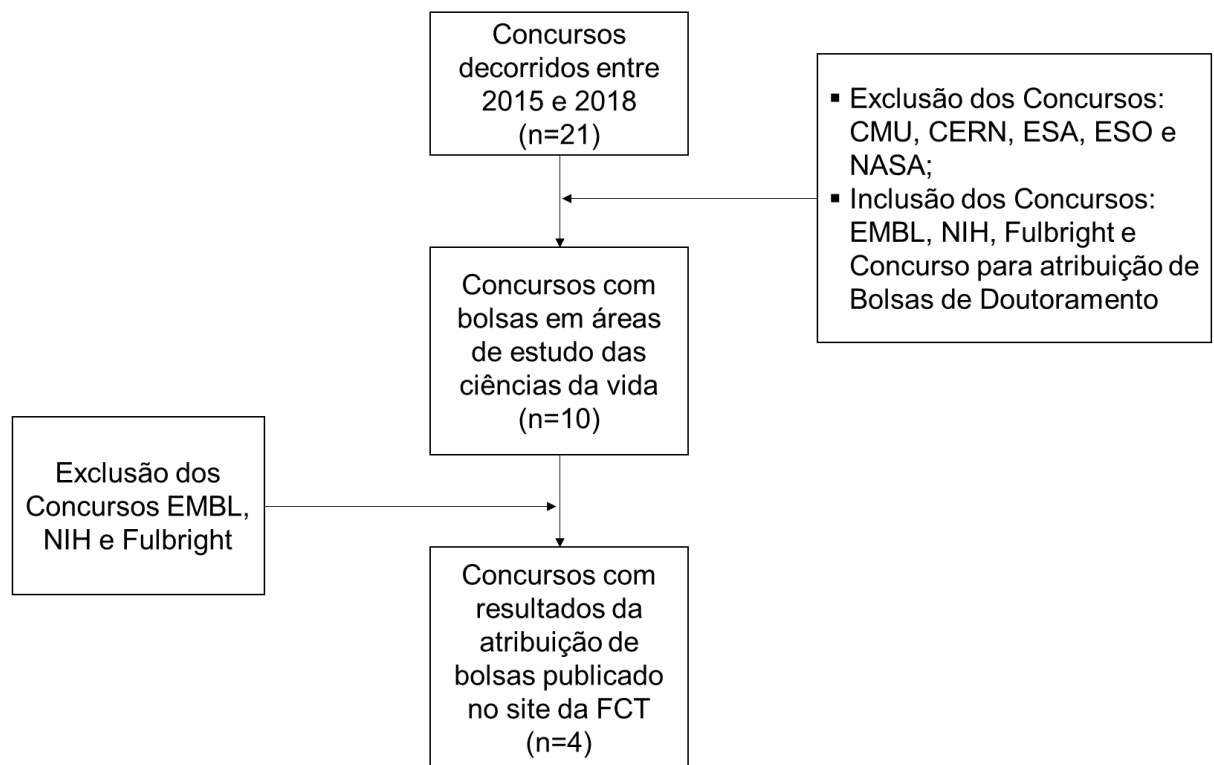 Concursos
decorridos entre
2015 e 2018
(n=21)
▪ Exclusão dos Concursos:
CMU, CERN, ESA, ESO e
NASA;
▪ Inclusão dos Concursos:
EMBL, NIH, Fulbright e
Concurso para atribuição de
Bolsas de Doutoramento
Concursos com
bolsas em áreas
de estudo das
ciências da vida
(n=10)
Exclusão dos
Concursos EMBL,
NIH e Fulbright
Concursos com
resultados da
atribuição de
bolsas publicado
no site da FCT
(n=4)